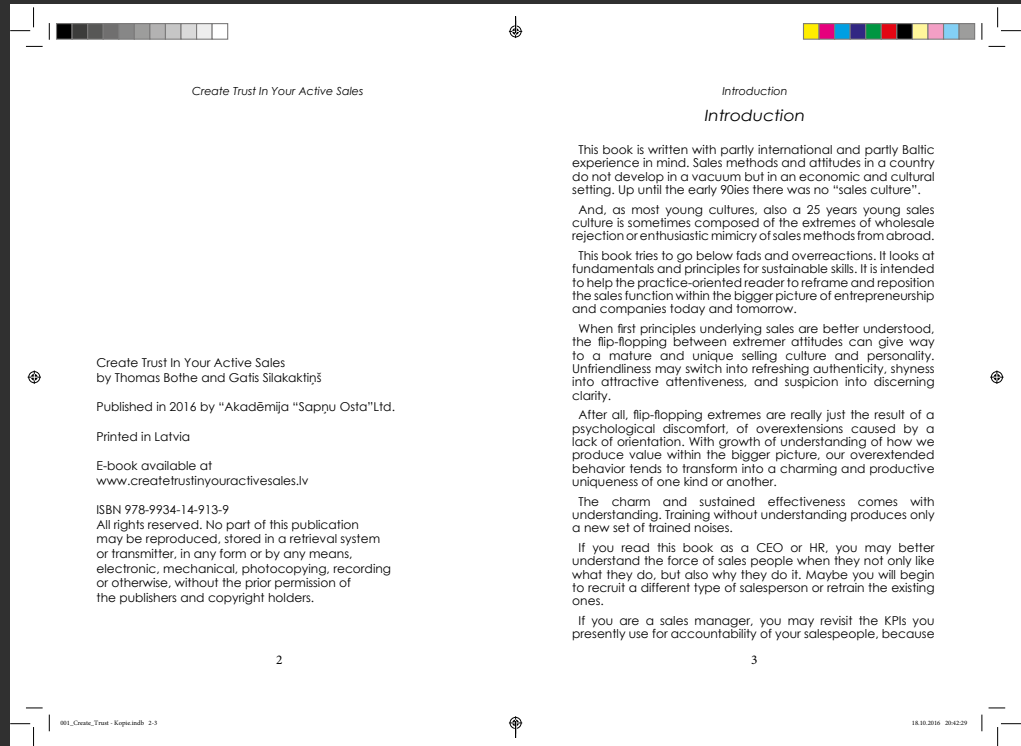 Create Trust In Your Active Sales
Create Trust In Your Active Sales
by Thomas Bothe and Gatis Silakaktiņš
Published in 2016 by “Akadēmija “Sapņu Osta”Ltd.
Printed in Latvia
E-book available at
www.createtrustinyouractivesales.lv
ISBN 978-9934-14-913-9
All rights reserved. No part of this publication
may be reproduced, stored in a retrieval system
or transmitter, in any form or by any means,
electronic, mechanical, photocopying, recording
or otherwise, without the prior permission of
the publishers and copyright holders.
2
Introduction
Introduction
This book is written with partly international and partly Baltic
experience in mind. Sales methods and attitudes in a country
do not develop in a vacuum but in an economic and cultural
setting. Up until the early 90ies there was no “sales culture”.
And, as most young cultures, also a 25 years young sales
culture is sometimes composed of the extremes of wholesale
rejection or enthusiastic mimicry of sales methods from abroad.
This book tries to go below fads and overreactions. It looks at
fundamentals and principles for sustainable skills. It is intended
to help the practice-oriented reader to reframe and reposition
the sales function within the bigger picture of entrepreneurship
and companies today and tomorrow.
When first principles underlying sales are better understood,
the flip-flopping between extremer attitudes can give way
to a mature and unique selling culture and personality.
Unfriendliness may switch into refreshing authenticity, shyness
into attractive attentiveness, and suspicion into discerning
clarity.
After all, flip-flopping extremes are really just the result of a
psychological discomfort, of overextensions caused by a
lack of orientation. With growth of understanding of how we
produce value within the bigger picture, our overextended
behavior tends to transform into a charming and productive
uniqueness of one kind or another.
The charm and sustained effectiveness comes with
understanding. Training without understanding produces only
a new set of trained noises.
If you read this book as a CEO or HR, you may better
understand the force of sales people when they not only like
what they do, but also why they do it. Maybe you will begin
to recruit a different type of salesperson or retrain the existing
ones.
If you are a sales manager, you may revisit the KPIs you
presently use for accountability of your salespeople, because
3
001_Create_Trust - Kopie.indb 2-3
18.10.2016 20:42:29